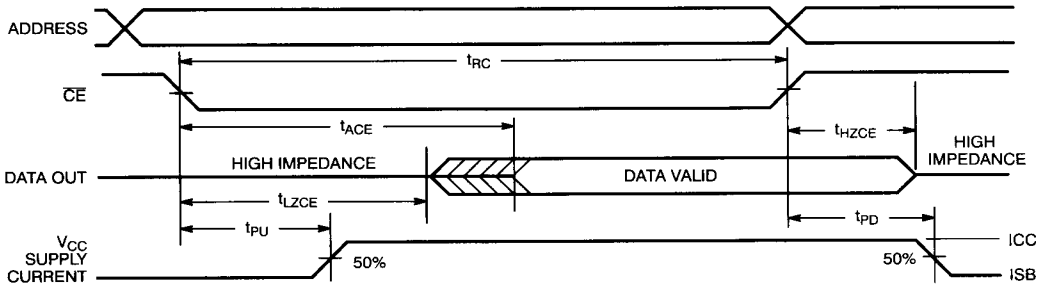 ADDRESS
tRC
CE
tACE
tHZCE
HIGH IMPEDANCE
HIGH
IMPEDANCE
DATA OUT
DATA VALID
tLZCE
tPU
tPD
VCC
SUPPLY
CURRENT
50%
50%
ICC
ISB